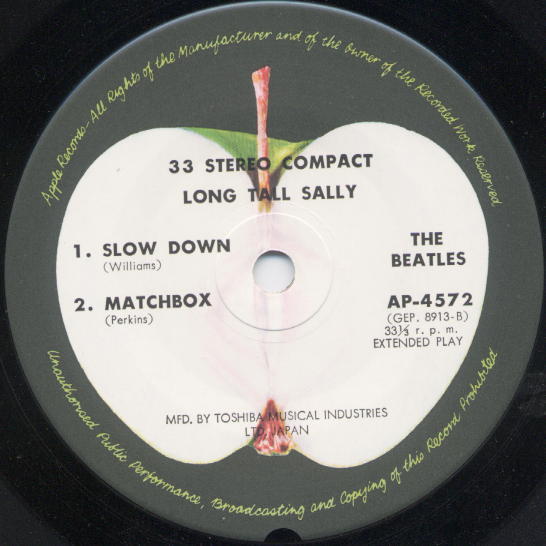 Apple Records—All Rights of the Manufacturer and of the Owner of the Recorded Work Reserved
33 STEREO COMPACT
LONG TALL SALLY
1. SLOW DOWN
(Williams)
2. MATCHBOX
(Perkins)
THE
BEATLES
AP-4572
(GEP. 8913-B)
33⅓ r. p. m.
EXTENDED PLAY
MFD. BY TOSHIBA MUSICAL INDUSTRIES
LTD. JAPAN
Unauthorised Public Performance, Broadcasting and Copying of this Record Prohibited